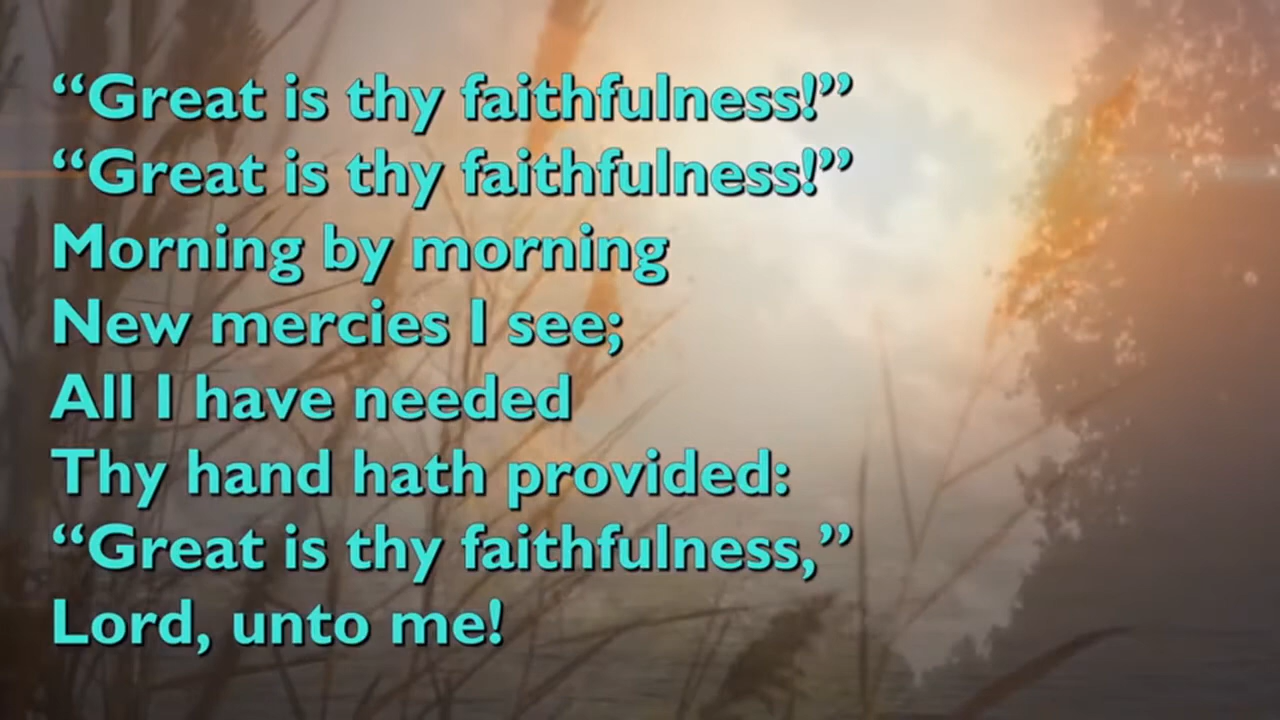 “Great is thy faithfulness!”
“Great is thy faithfulness!”
Morning by morning
New mercies I see;
All I have needed
Thy hand hath provided:
“Great is thy faithfulness,”
Lord, unto me!